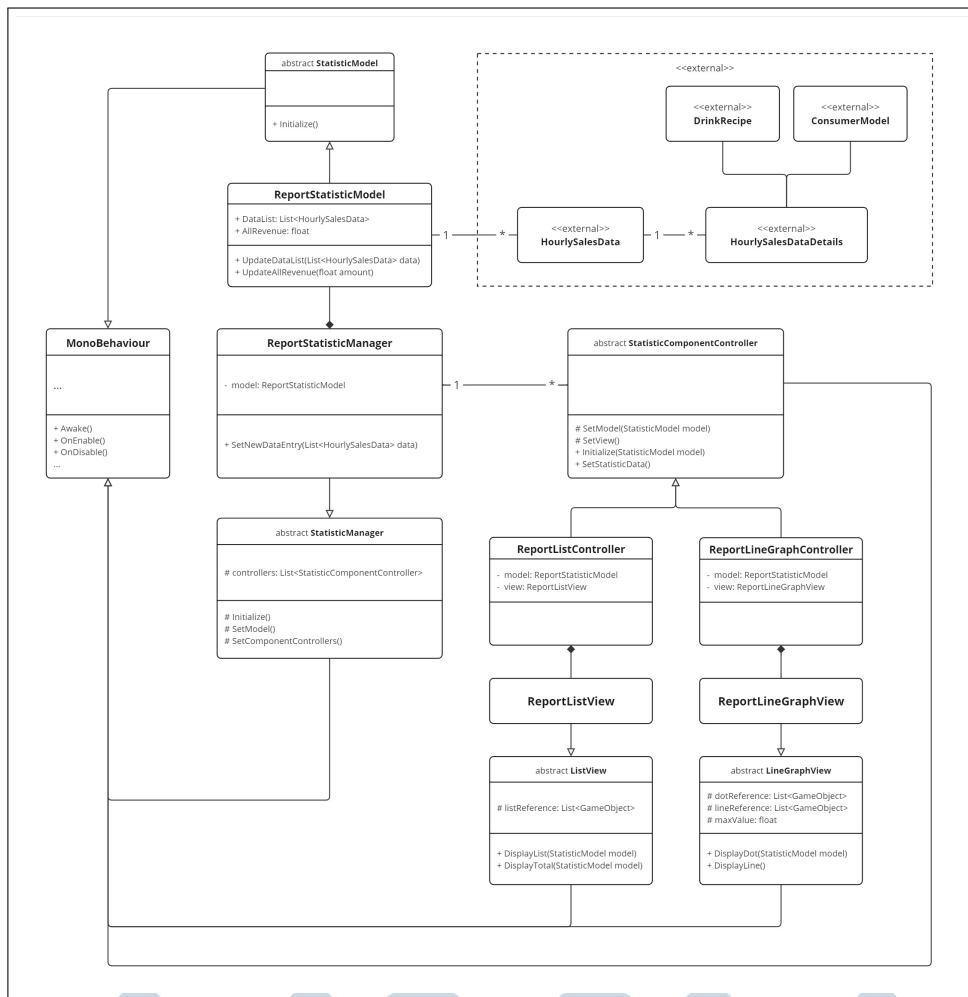 abstract StatisticModel
+ Initialize()
<<external>>
<<external>>
DrinkRecipe
<<external>>
ConsumerModel
ReportStatisticModel
+ DataList: List<HourlySalesData>
+ AllRevenue: float
+ UpdateDataList(List<HourlySalesData> data)
+ UpdateAllRevenue(float amount)
1
*
<<external>>
HourlySalesData
1
*
<<external>>
HourlySalesDataDetails
MonoBehaviour
...
+ Awake()
+ OnEnable()
+ OnDisable()
...
ReportStatisticManager
- model: ReportStatisticModel
+ SetNewDataEntry(List<HourlySalesData> data)
1
*
abstract StatisticComponentController
# SetModel(StatisticModel model)
# SetView()
+ Initialize(StatisticModel model)
+ SetStatisticData()
abstract StatisticManager
# controllers: List<StatisticComponentController>
# Initialize()
# SetModel()
# SetComponentControllers()
ReportListController
- model: ReportStatisticModel
- view: ReportListView
ReportLineGraphController
- model: ReportStatisticModel
- view: ReportLineGraphView
ReportListView
ReportLineGraphView
abstract ListView
# listReference: List<GameObject>
+ DisplayList(StatisticModel model)
+ DisplayTotal(StatisticModel model)
abstract LineGraphView
# dotReference: List<GameObject>
# lineReference: List<GameObject>
# maxValue: float
+ DisplayDot(StatisticModel model)
+ DisplayLine()